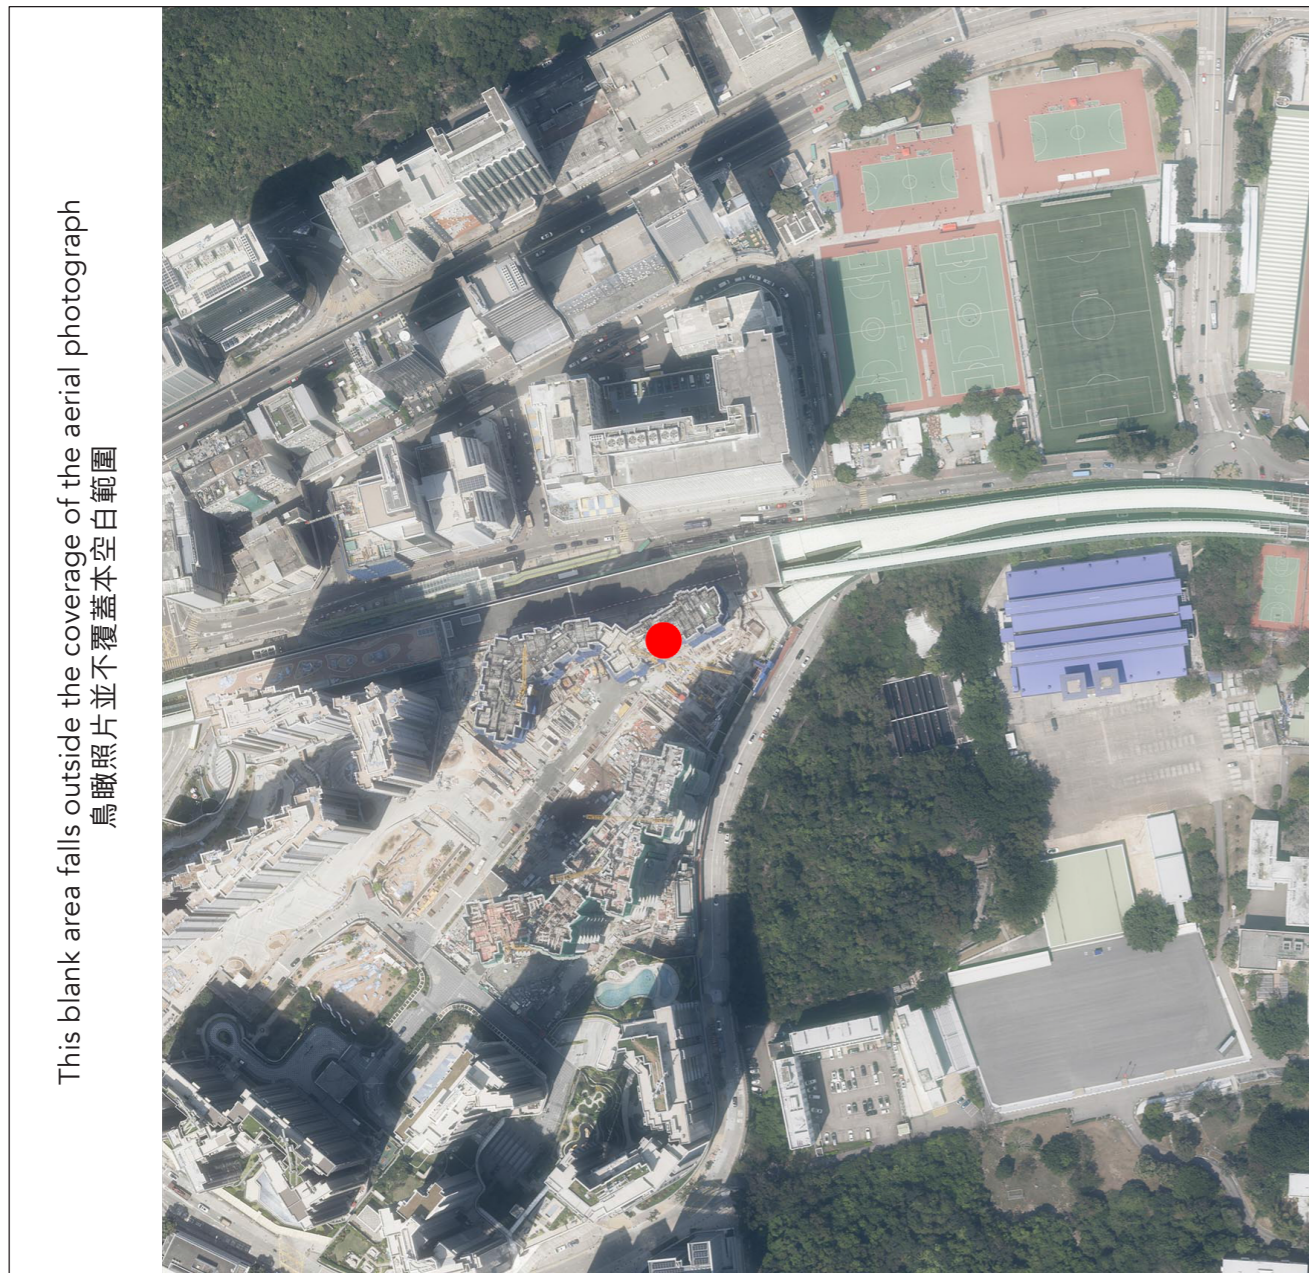 This blank area falls outside the coverage of the aerial photograph
鳥瞰照片並不覆蓋本空白範圍